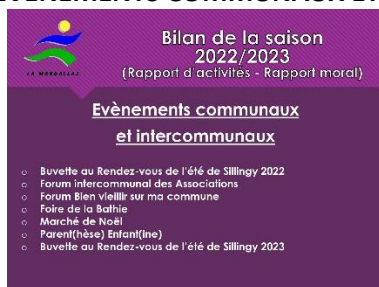 Bilan de la saison
2022/2023
(Rapport d'activités - Rapport moral)
LA MANDALLAZ
Evènements communaux
et intercommunaux
o Buvette au Rendez-vous de l'été de Sillingy 2022
o Forum intercommunal des Associations
o Forum Bien vieillir sur ma commune
o Foire de la Bathie
o Marché de Noël
o Parent(hèse) Enfant(ine)
o Buvette au Rendez-vous de l'été de Sillingy 2023